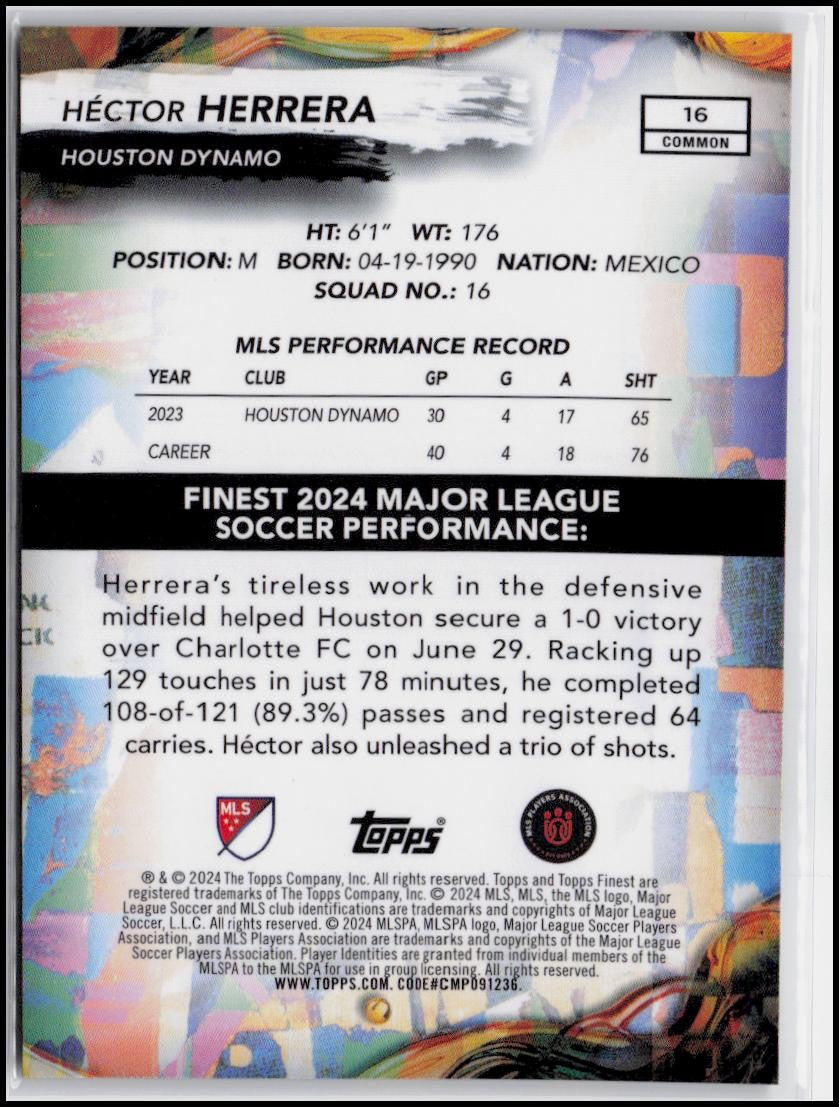 HÉCTOR HERRERA
HOUSTON DYNAMO
16
COMMON
HT: 6'1" WT: 176
POSITION: M BORN: 04-19-1990 NATION: MEXICO
SQUAD NO.: 16
MLS PERFORMANCE RECORD
YEAR CLUB GP G A SHT
2023 HOUSTON DYNAMO 30 4 17 65
CAREER 40 4 18 76
FINEST 2024 MAJOR LEAGUE
SOCCER PERFORMANCE:
Herrera's tireless work in the defensive
midfield helped Houston secure a 1-0 victory
over Charlotte FC on June 29. Racking up
129 touches in just 78 minutes, he completed
108-of-121 (89.3%) passes and registered 64
carries. Héctor also unleashed a trio of shots.
MLS
Topps®
MLS PLAYERS ASSOCIATION
® & © 2024 The Topps Company, Inc. All rights reserved. Topps and Topps Finest are
registered trademarks of The Topps Company, Inc. © 2024 MLS, MLS, the MLS logo, Major
League Soccer and MLS club identifications are trademarks and copyrights of Major League
Soccer, L.L.C. All rights reserved. © 2024 MLSPA, MLSPA logo, Major League Soccer Players
Association, and MLS Players Association are trademarks and copyrights of the Major League
Soccer Players Association. Player Identities are granted from individual members of the
MLSPA to the MLSPA for use in group licensing. All rights reserved.
WWW.TOPPS.COM. CODE#CMP091236.